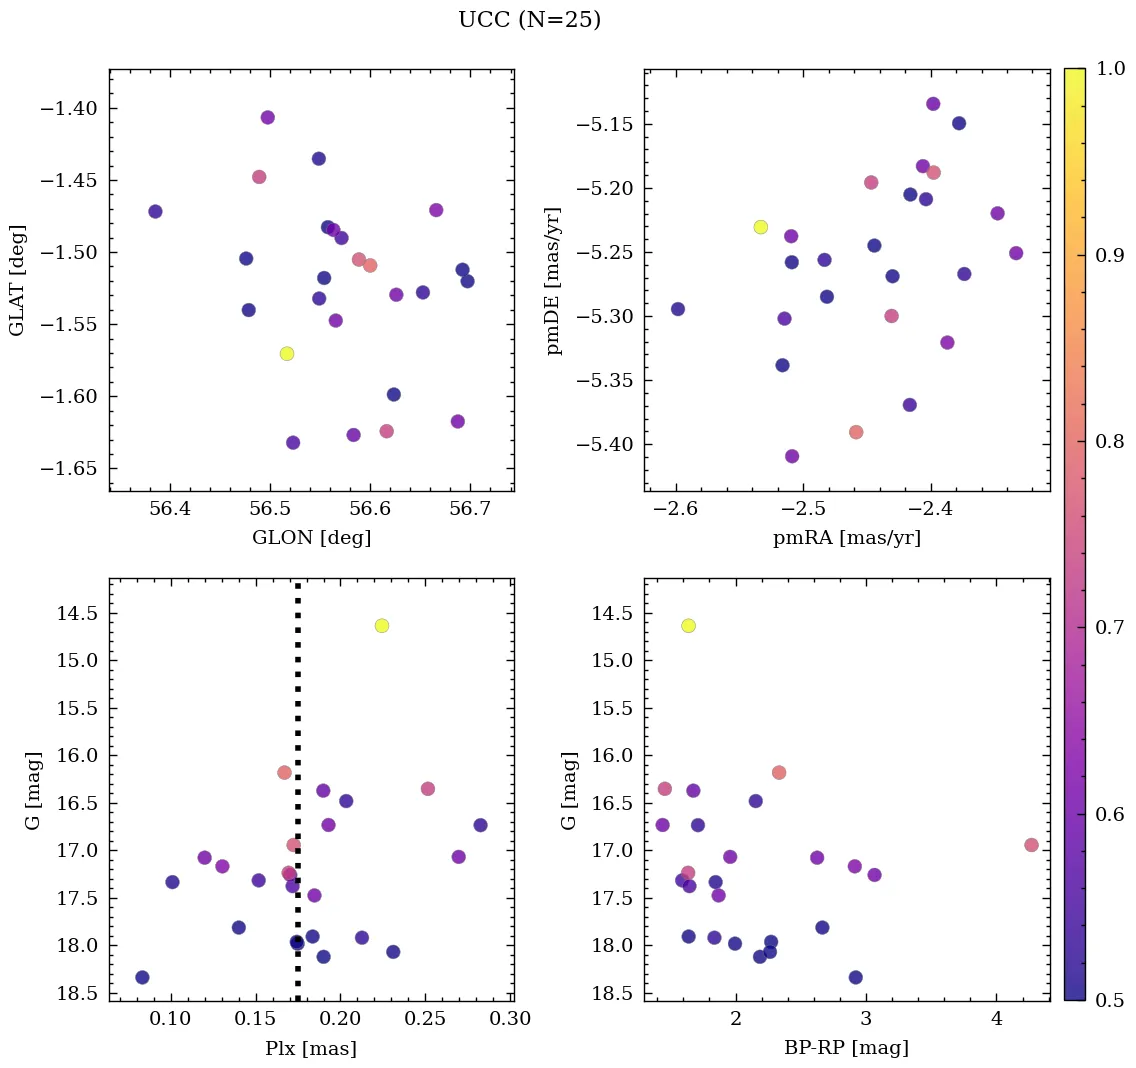 UCC (N=25)
−1.40
−1.45
−1.50
−1.55
−1.60
−1.65
GLAT [deg]
56.4 56.5 56.6 56.7
GLON [deg]
−5.15
−5.20
−5.25
−5.30
−5.35
−5.40
pmDE [mas/yr]
−2.6 −2.5 −2.4
pmRA [mas/yr]
14.5
15.0
15.5
16.0
16.5
17.0
17.5
18.0
18.5
G [mag]
0.10 0.15 0.20 0.25 0.30
Plx [mas]
14.5
15.0
15.5
16.0
16.5
17.0
17.5
18.0
18.5
G [mag]
2 3 4
BP-RP [mag]
1.0
0.9
0.8
0.7
0.6
0.5